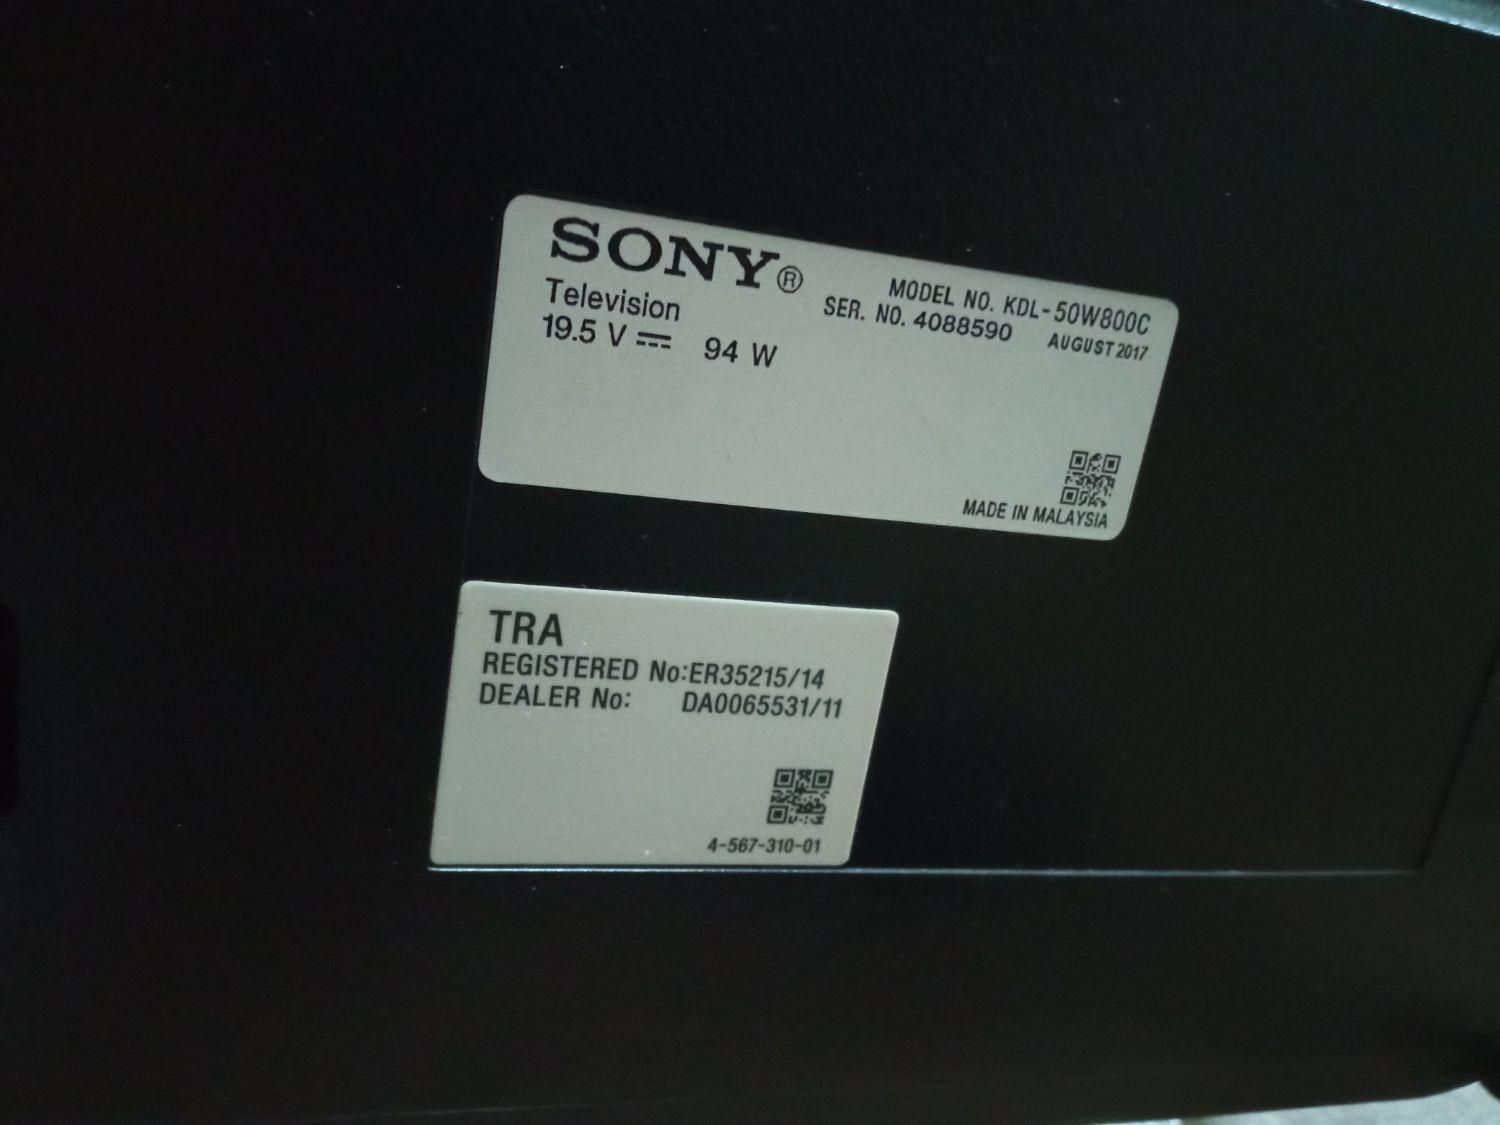 SONY®
Television
19.5 V ⎓ 94 W
MODEL NO. KDL-50W800C
SER. NO. 4088590 AUGUST 2017
MADE IN MALAYSIA
TRA
REGISTERED No:ER35215/14
DEALER No: DA0065531/11
4-567-310-01